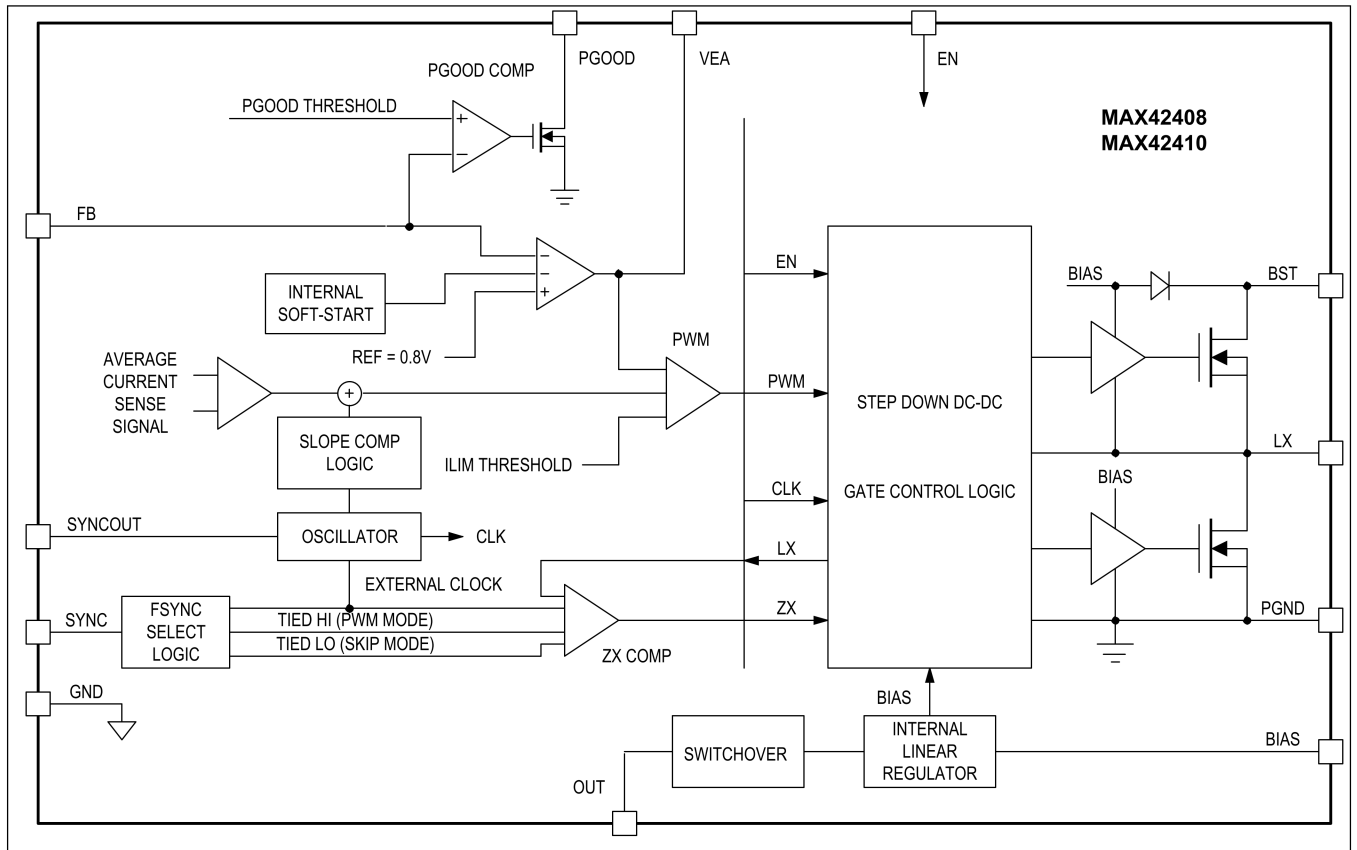 PGOOD
VEA
EN
PGOOD COMP
PGOOD THRESHOLD
+
−
MAX42408
MAX42410
FB
−
−
+
INTERNAL
SOFT-START
REF = 0.8V
EN
BIAS
BST
PWM
AVERAGE
CURRENT
SENSE
SIGNAL
+
PWM
STEP DOWN DC-DC
GATE CONTROL LOGIC
SLOPE COMP
LOGIC
ILIM THRESHOLD
LX
BIAS
CLK
SYNCOUT
OSCILLATOR
CLK
LX
EXTERNAL CLOCK
SYNC
FSYNC
SELECT
LOGIC
TIED HI (PWM MODE)
TIED LO (SKIP MODE)
ZX
ZX COMP
PGND
GND
BIAS
SWITCHOVER
INTERNAL
LINEAR
REGULATOR
BIAS
OUT